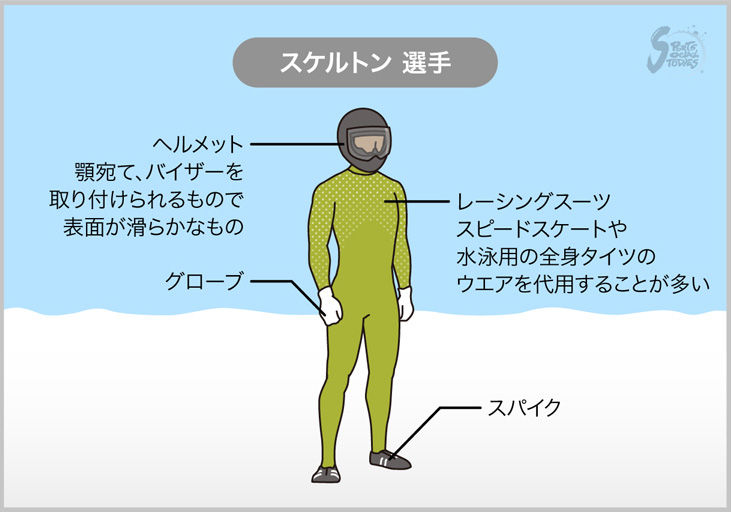 スケルトン 選手
SPORTS
SOCIAL
STORIES
ヘルメット
顎宛て、バイザーを
取り付けられるもので
表面が滑らかなもの
レーシングスーツ
スピードスケートや
水泳用の全身タイツの
ウエアを代用することが多い
グローブ
スパイク